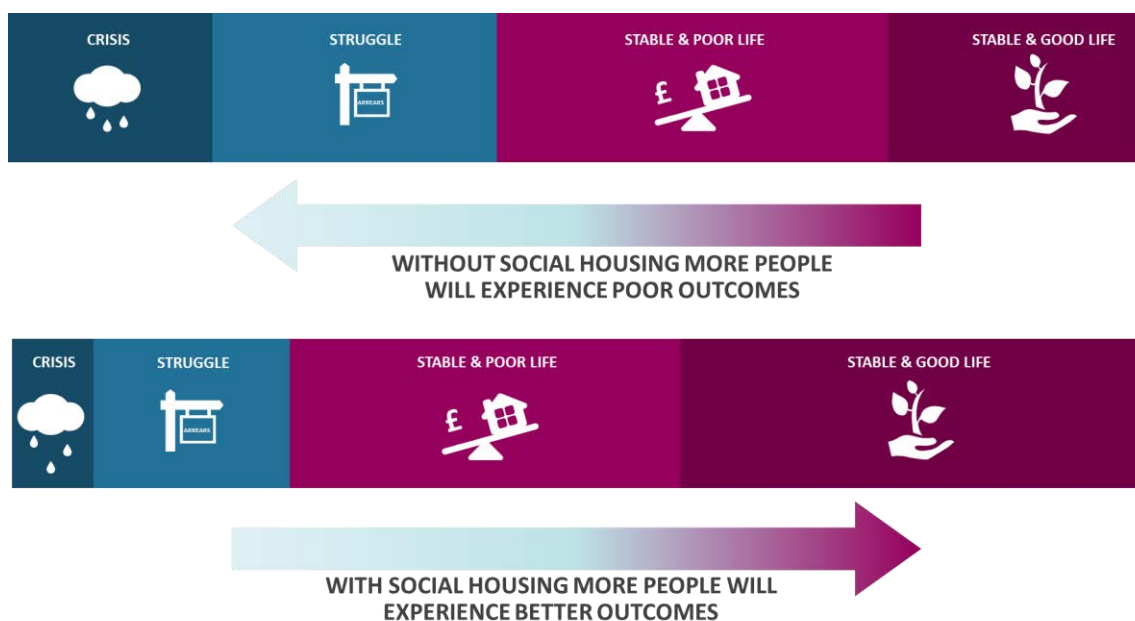 CRISIS
STRUGGLE
STABLE & POOR LIFE
STABLE & GOOD LIFE
ARREARS
£
WITHOUT SOCIAL HOUSING MORE PEOPLE
WILL EXPERIENCE POOR OUTCOMES
CRISIS
STRUGGLE
STABLE & POOR LIFE
STABLE & GOOD LIFE
ARREARS
£
WITH SOCIAL HOUSING MORE PEOPLE WILL
EXPERIENCE BETTER OUTCOMES